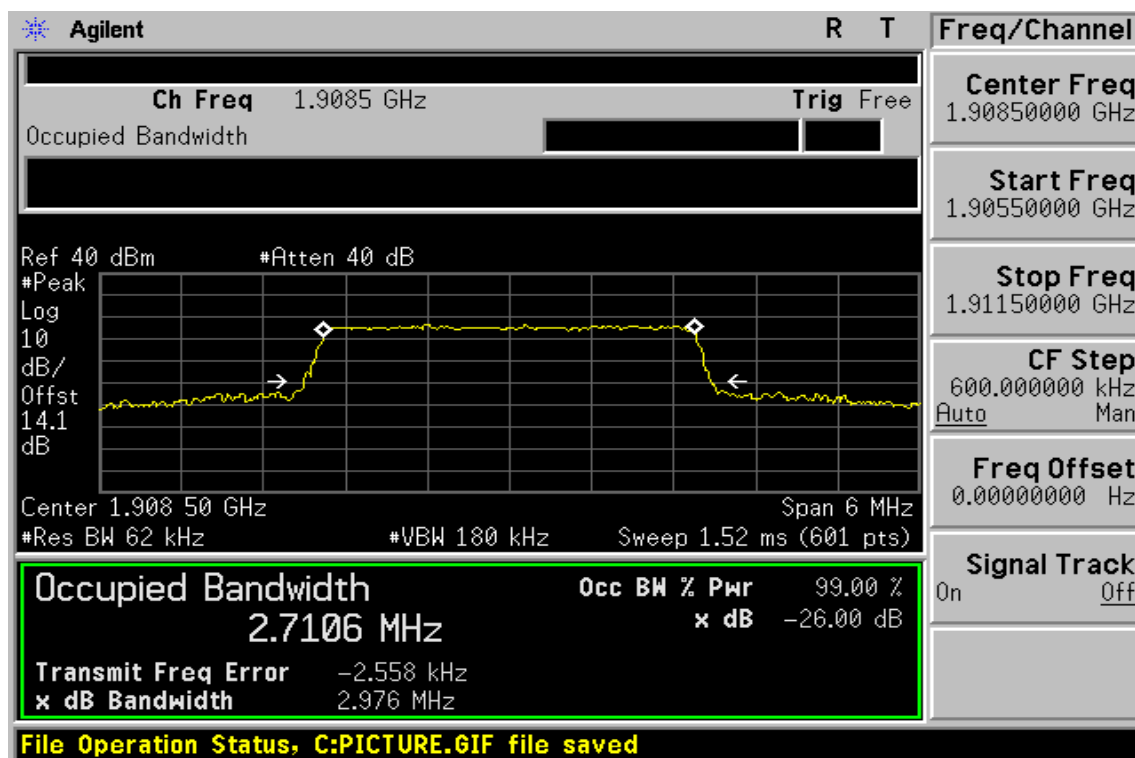 Agilent R T
Ch Freq 1.9085 GHz Trig Free
Occupied Bandwidth
Ref 40 dBm #Atten 40 dB
#Peak
Log
10
dB/
Offst
14.1
dB
Center 1.908 50 GHz Span 6 MHz
#Res BW 62 kHz #VBW 180 kHz Sweep 1.52 ms (601 pts)
Occupied Bandwidth
2.7106 MHz
Occ BW % Pwr 99.00 %
x dB -26.00 dB
Transmit Freq Error -2.558 kHz
x dB Bandwidth 2.976 MHz
File Operation Status, C:PICTURE.GIF file saved
Freq/Channel
Center Freq
1.90850000 GHz
Start Freq
1.90550000 GHz
Stop Freq
1.91150000 GHz
CF Step
600.000000 kHz
Auto Man
Freq Offset
0.00000000 Hz
Signal Track
On Off